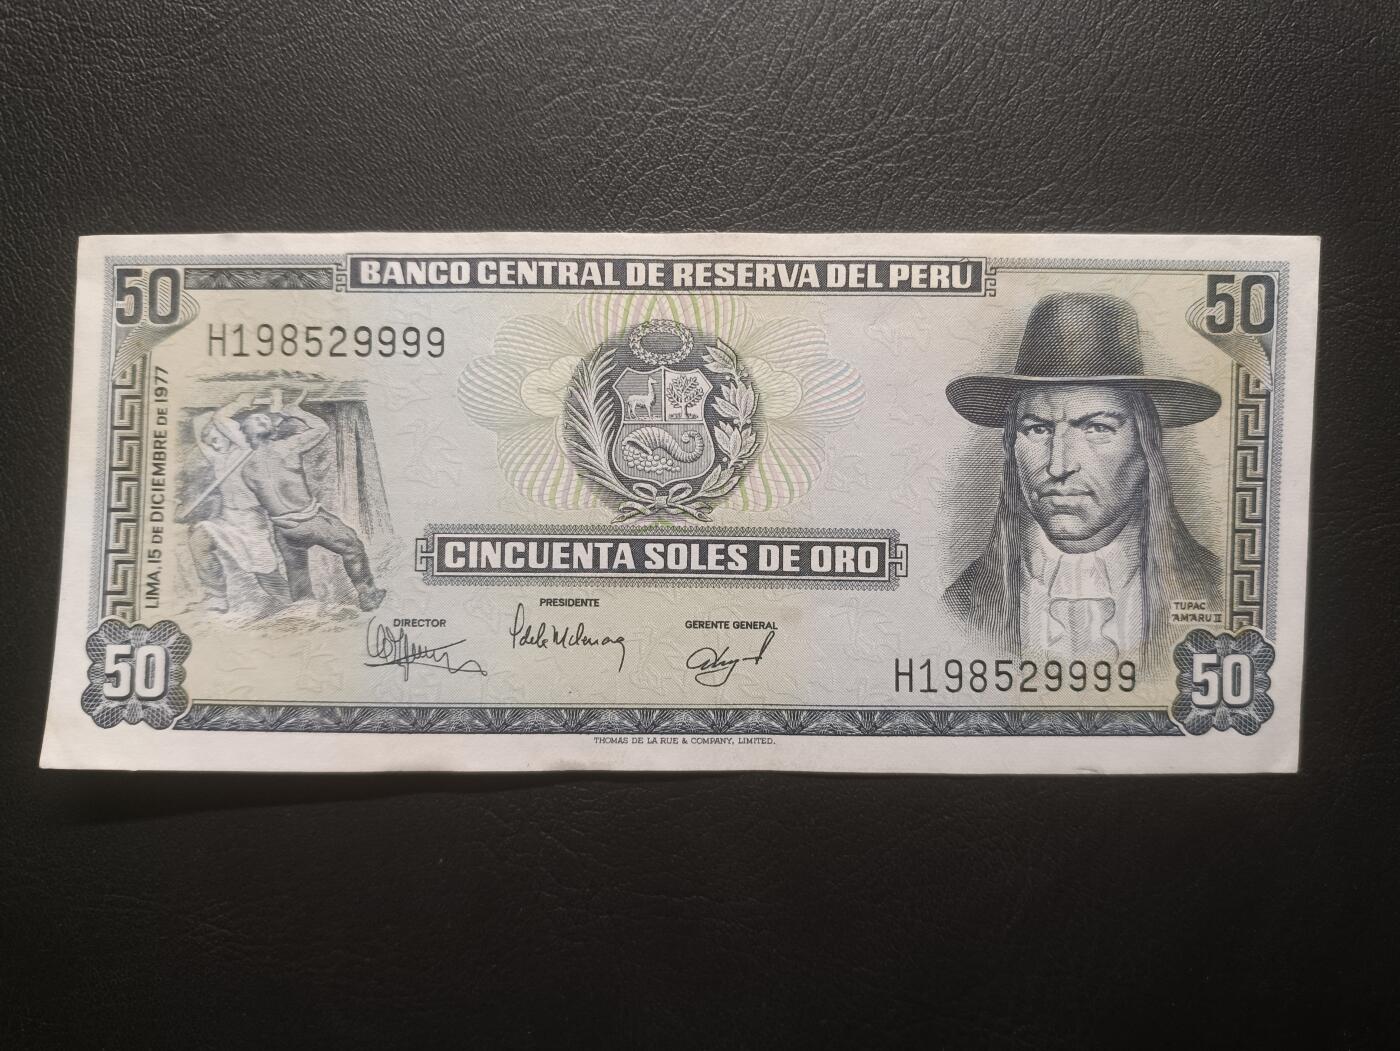 BANCO CENTRAL DE RESERVA DEL PERÚ
50
50
H198529999
LIMA, 15 DE DICIEMBRE DE 1977
CINCUENTA SOLES DE ORO
PRESIDENTE
DIRECTOR
GERENTE GENERAL
TUPAC
AMARU II
H198529999
50
50
THOMAS DE LA RUE & COMPANY, LIMITED.